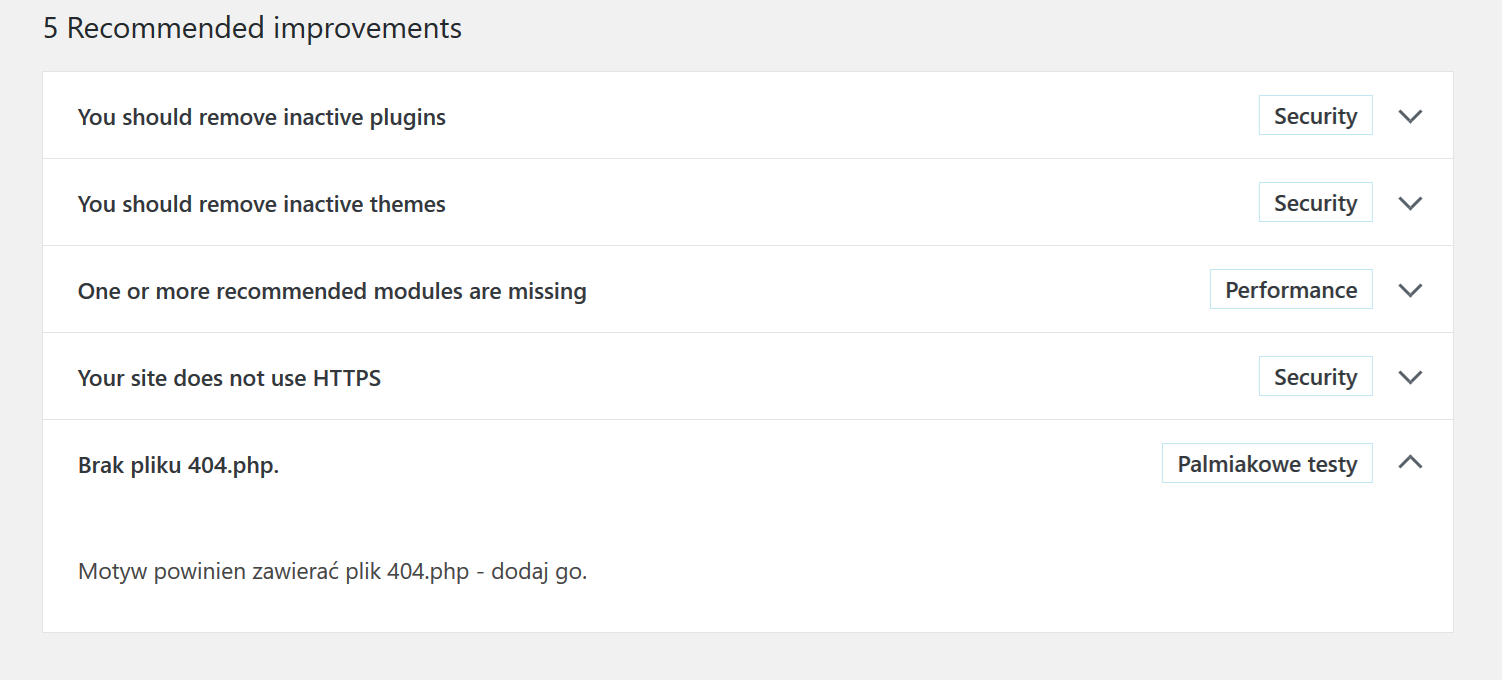 5 Recommended improvements
You should remove inactive plugins
Security
You should remove inactive themes
Security
One or more recommended modules are missing
Performance
Your site does not use HTTPS
Security
Brak pliku 404.php.
Palmiakowe testy
Motyw powinien zawierać plik 404.php - dodaj go.